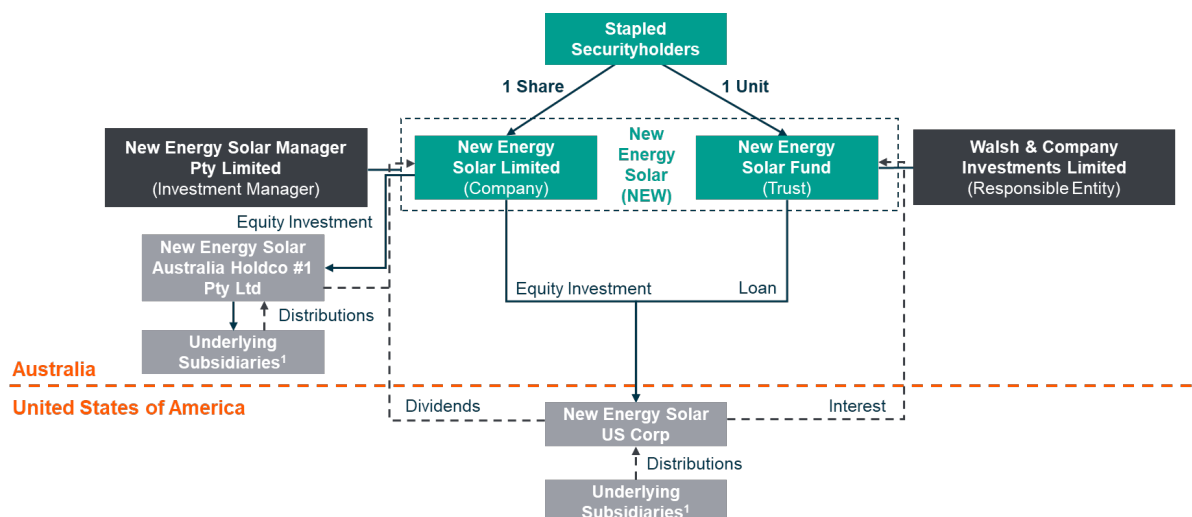 Stapled
Securityholders
1 Share
1 Unit
New Energy Solar Manager
Pty Limited
(Investment Manager)
New Energy
Solar Limited
(Company)
New
Energy
Solar
(NEW)
New Energy
Solar Fund
(Trust)
Walsh & Company
Investments Limited
(Responsible Entity)
Equity Investment
New Energy Solar
Australia Holdco #1
Pty Ltd
Equity Investment
Loan
Distributions
Underlying
Subsidiaries¹
Australia
United States of America
Dividends
New Energy Solar
US Corp
Interest
Distributions
Underlying
Subsidiaries¹